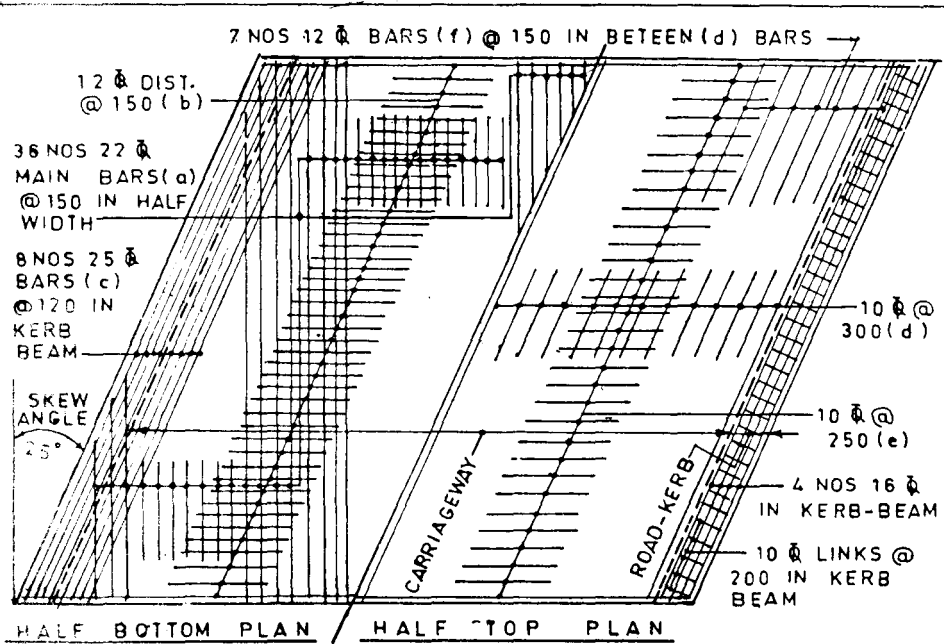 7 NOS 12 Φ BARS (f) @ 150 IN BETEEN (d) BARS
12 Φ DIST.
@ 150 (b)
36 NOS 22 Φ
MAIN BARS (a)
@ 150 IN HALF
WIDTH
8 NOS 25 Φ
BARS (c)
@ 120 IN
KERB
BEAM
SKEW
ANGLE
25°
CARRIAGEWAY
ROAD-KERB
10 Φ @
300 (d)
10 Φ @
250 (e)
4 NOS 16 Φ
IN KERB-BEAM
10 Φ LINKS @
200 IN KERB
BEAM
HALF BOTTOM PLAN
HALF TOP PLAN